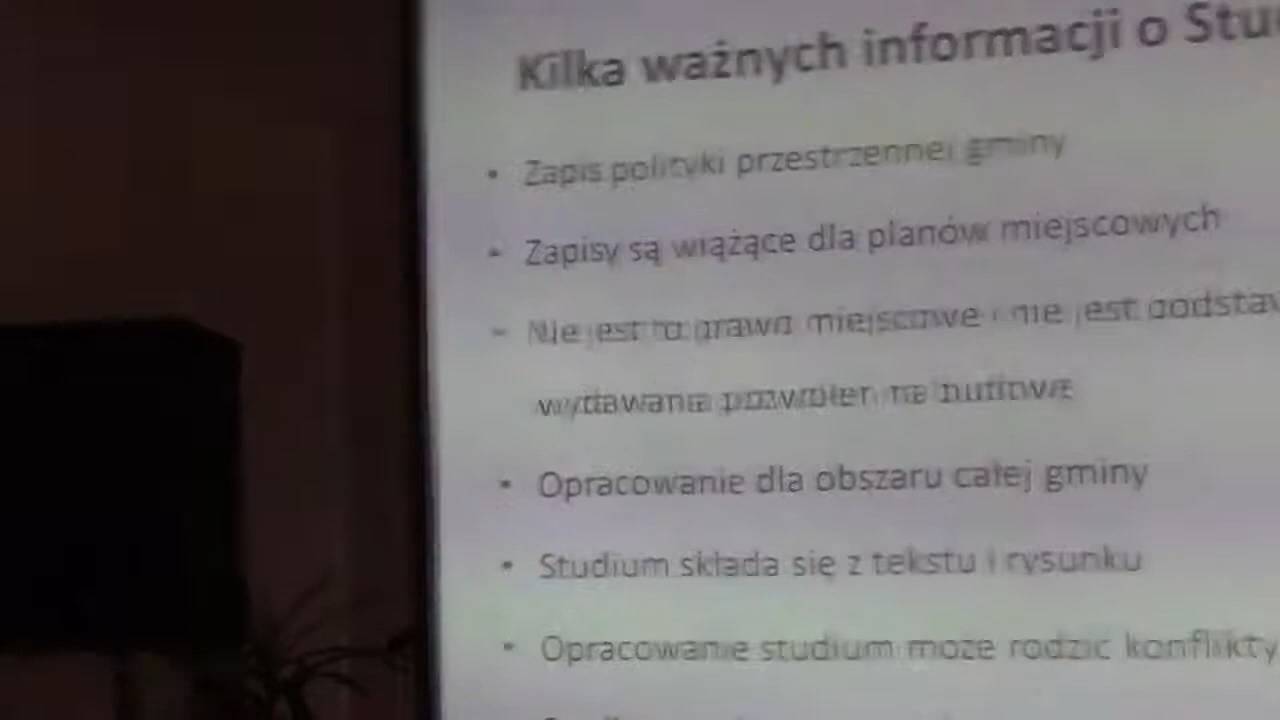 Kilka ważnych informacji o Stu
• Zapis polityki przestrzennej gminy
• Zapisy są wiążące dla planów miejscowych
• Nie jest to prawo miejscowe i nie jest podstaw
wydawania pozwoleń na budowę
• Opracowanie dla obszaru całej gminy
• Studium składa się z tekstu i rysunku
• Opracowanie studium może rodzić konflikty